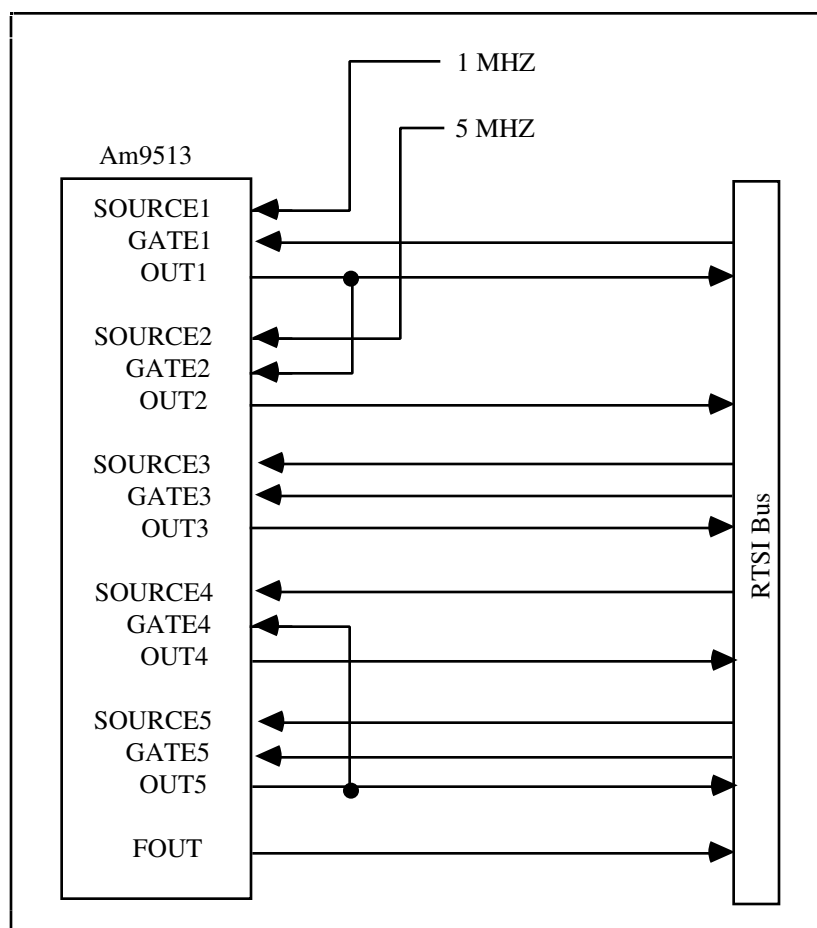 1 MHZ
5 MHZ
Am9513
SOURCE1
GATE1
OUT1
SOURCE2
GATE2
OUT2
SOURCE3
GATE3
OUT3
SOURCE4
GATE4
OUT4
SOURCE5
GATE5
OUT5
FOUT
RTSI Bus